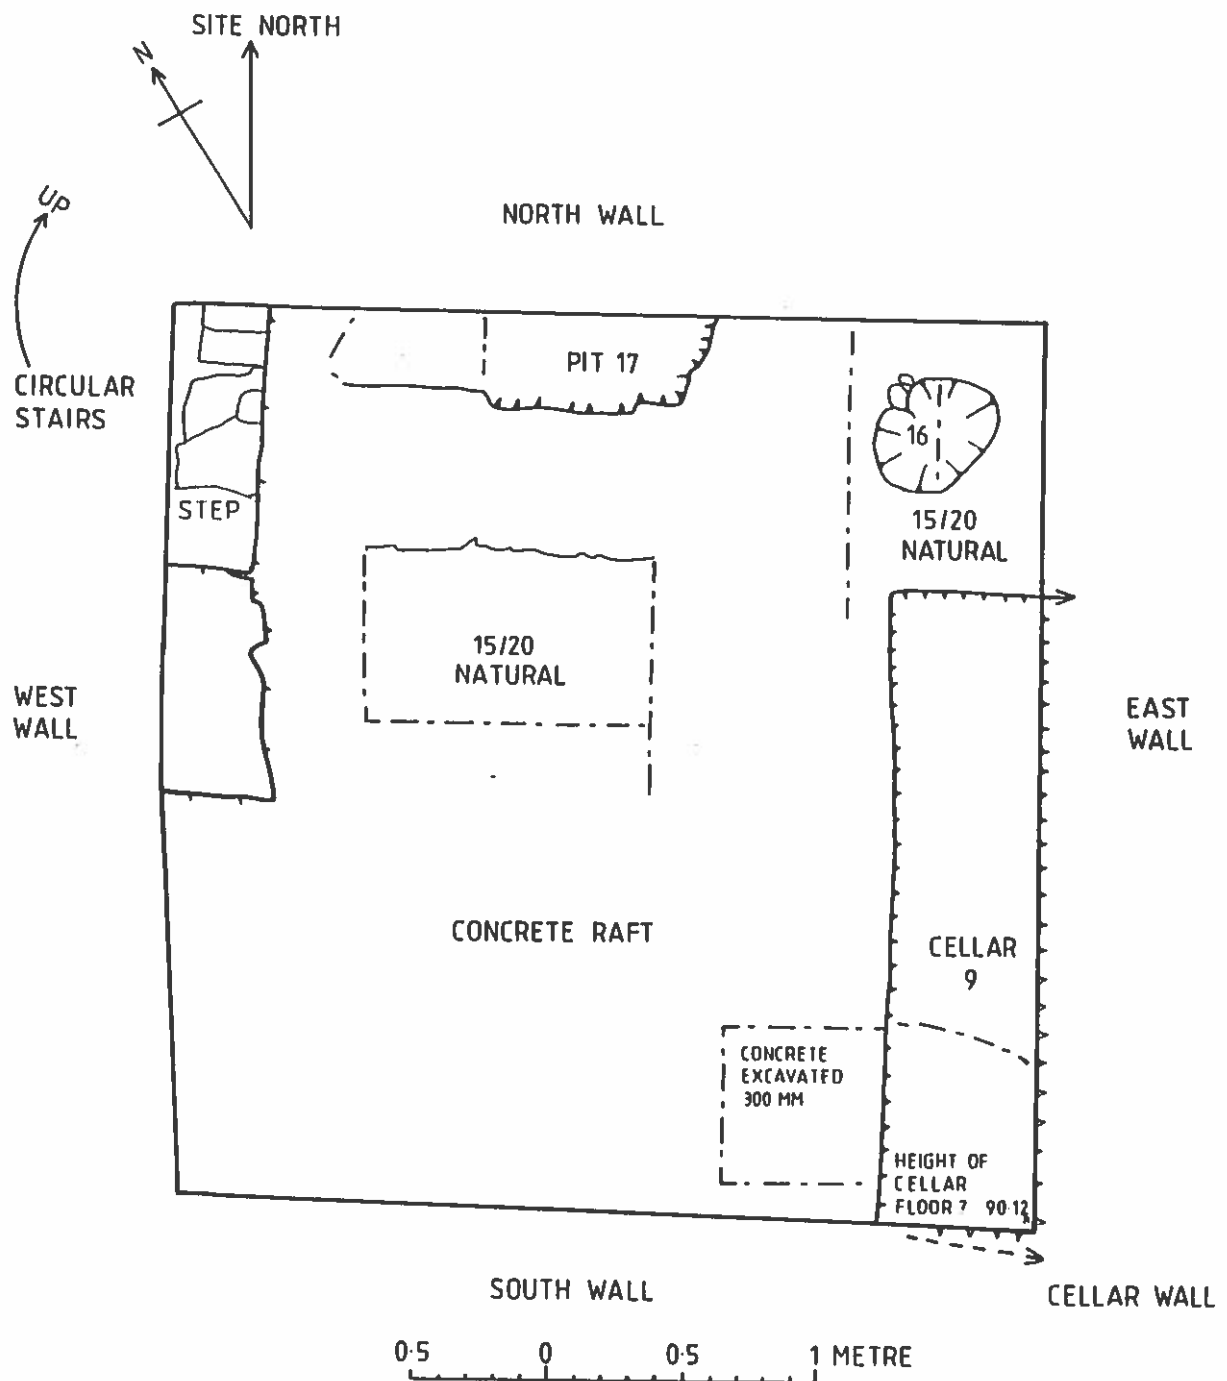 SITE NORTH
N
UP
NORTH WALL
CIRCULAR
STAIRS
PIT 17
16
STEP
15/20
NATURAL
15/20
NATURAL
WEST
WALL
EAST
WALL
CONCRETE RAFT
CELLAR
9
CONCRETE
EXCAVATED
300 MM
HEIGHT OF
CELLAR
FLOOR ? 90·12
SOUTH WALL
CELLAR WALL
0·5 0 0·5 1 METRE